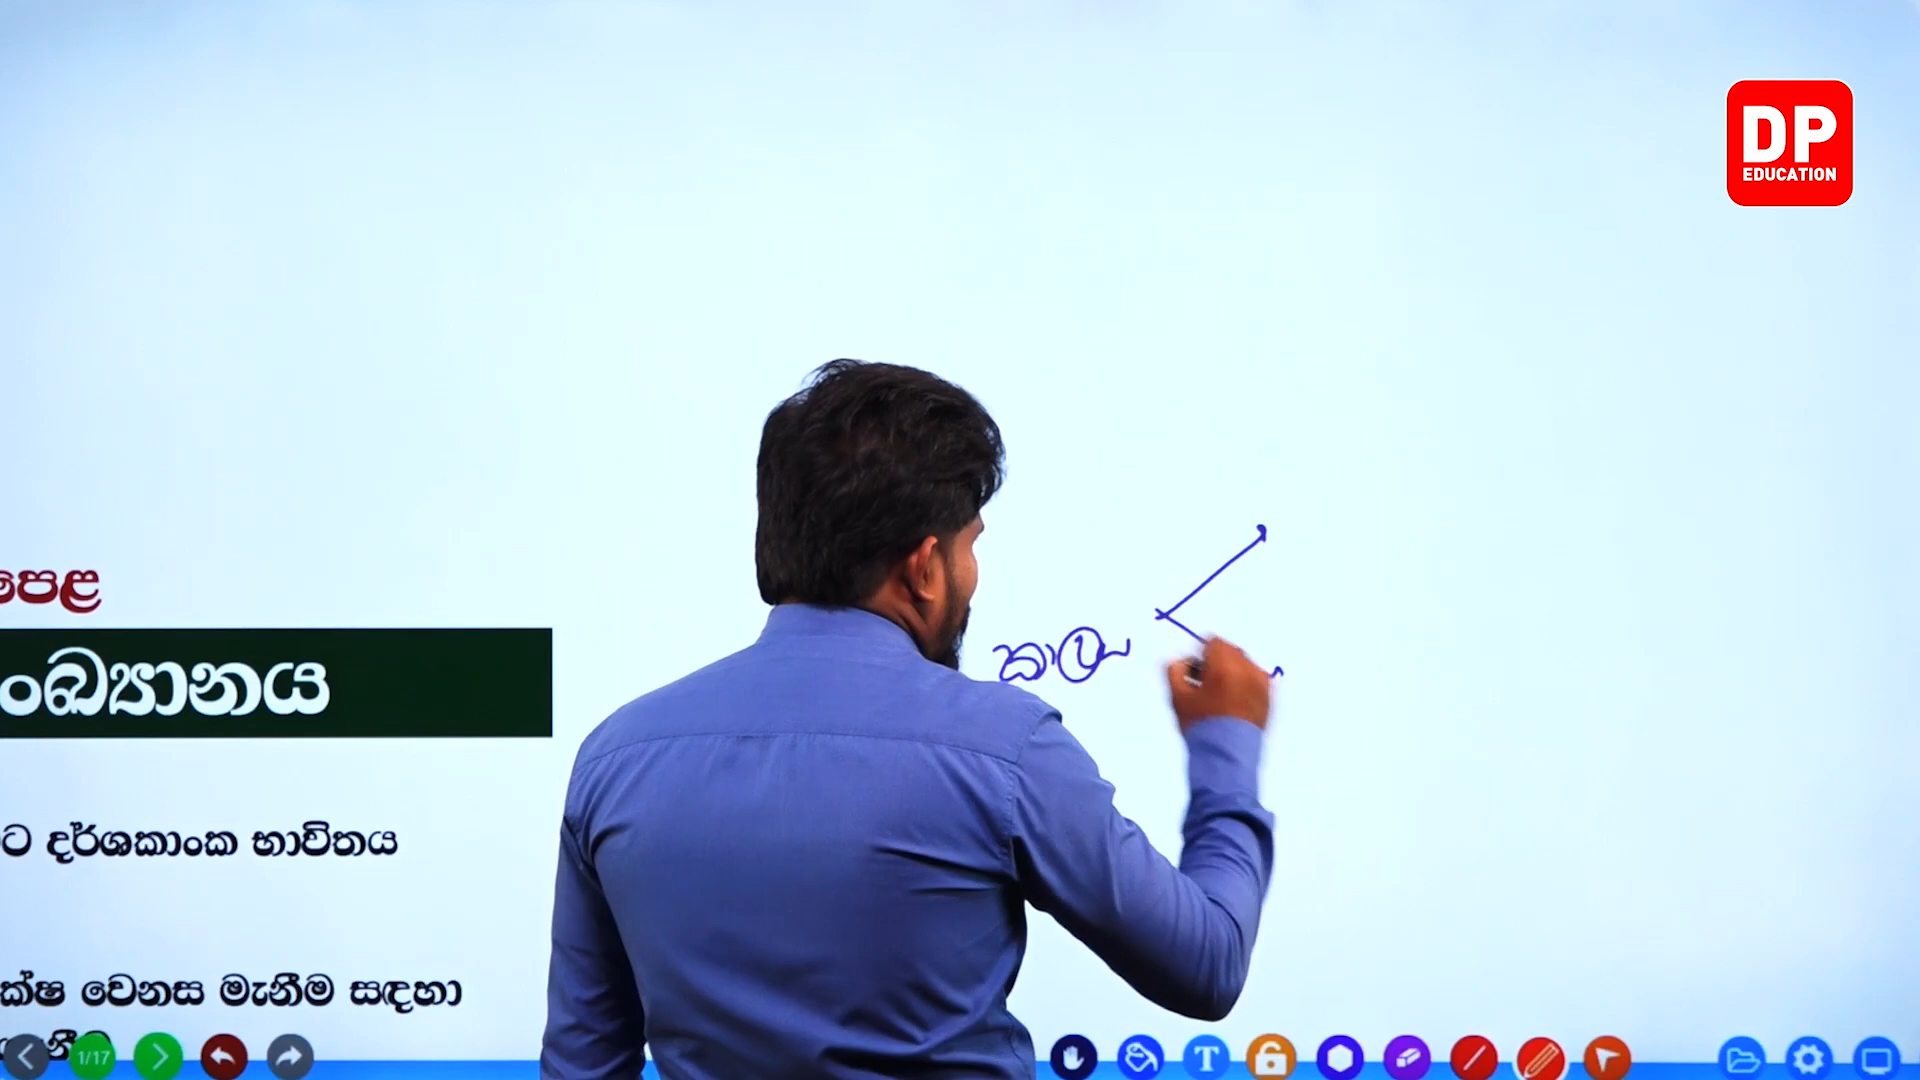 DP
EDUCATION
පෙළ
ංඛ්‍යානය
කාල
ට දර්ශකාංක භාවිතය
ක්ෂ වෙනස මැනීම සඳහා
1/17
T